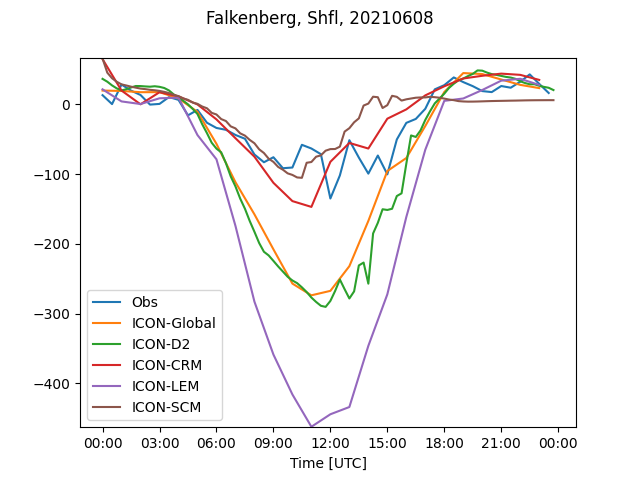 Falkenberg, Shfl, 20210608
0
−100
−200
−300
−400
Obs
ICON-Global
ICON-D2
ICON-CRM
ICON-LEM
ICON-SCM
00:00 03:00 06:00 09:00 12:00 15:00 18:00 21:00 00:00
Time [UTC]